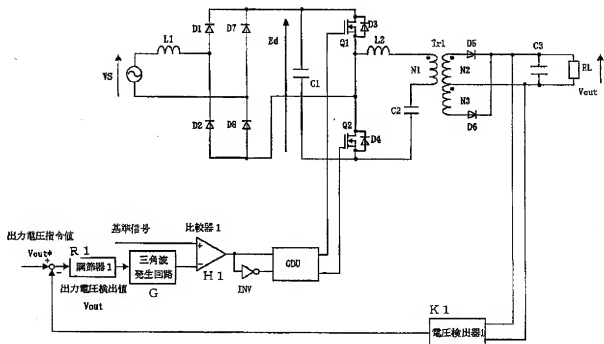 D1
D7
D3
L1
Ed
Q1
L2
Tr1
D5
C3
C1
N1
N2
RL
VS
N3
Vout
D2
D8
Q2
D4
C2
D6
基準信号
比較器1
出力電圧指令値
Vout*
+
−
R1
調節器1
三角波
発生回路
G
+
−
H1
INV
GDU
出力電圧検出値
Vout
K1
電圧検出器1